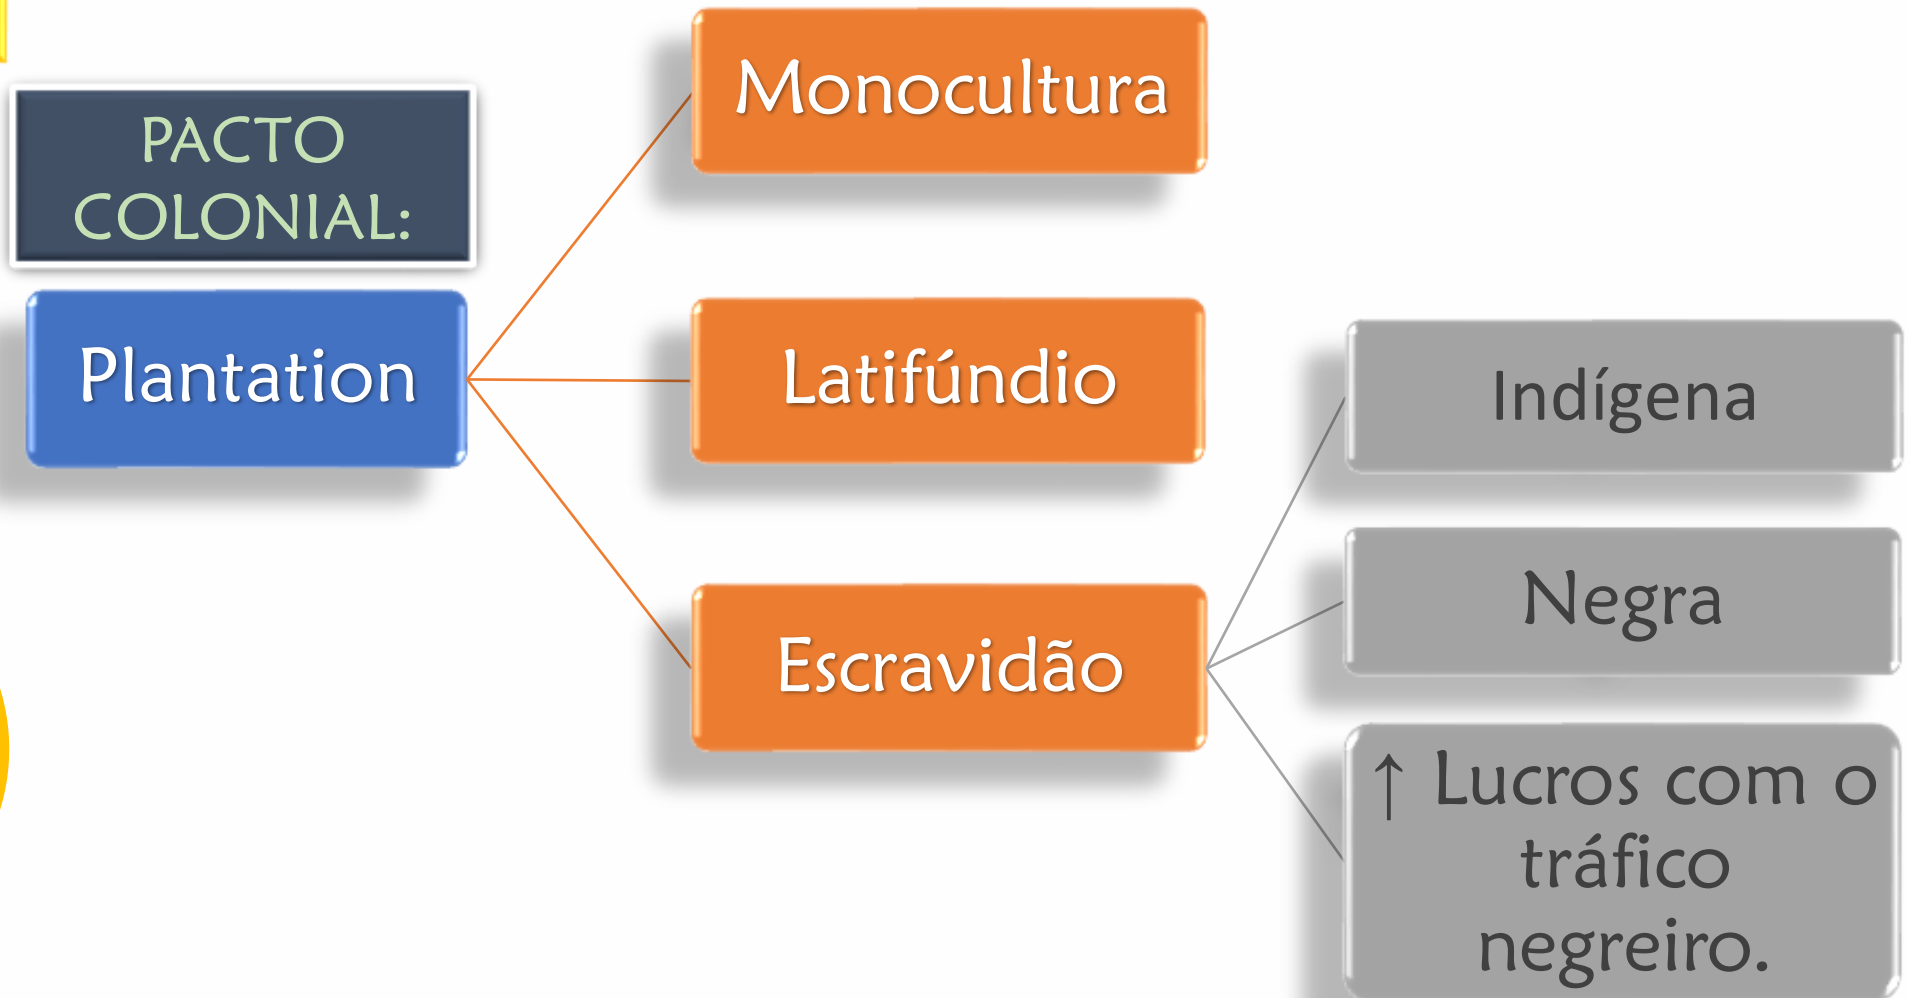 PACTO
COLONIAL:
Plantation
Monocultura
Latifúndio
Escravidão
Indígena
Negra
↑ Lucros com o
tráfico
negreiro.